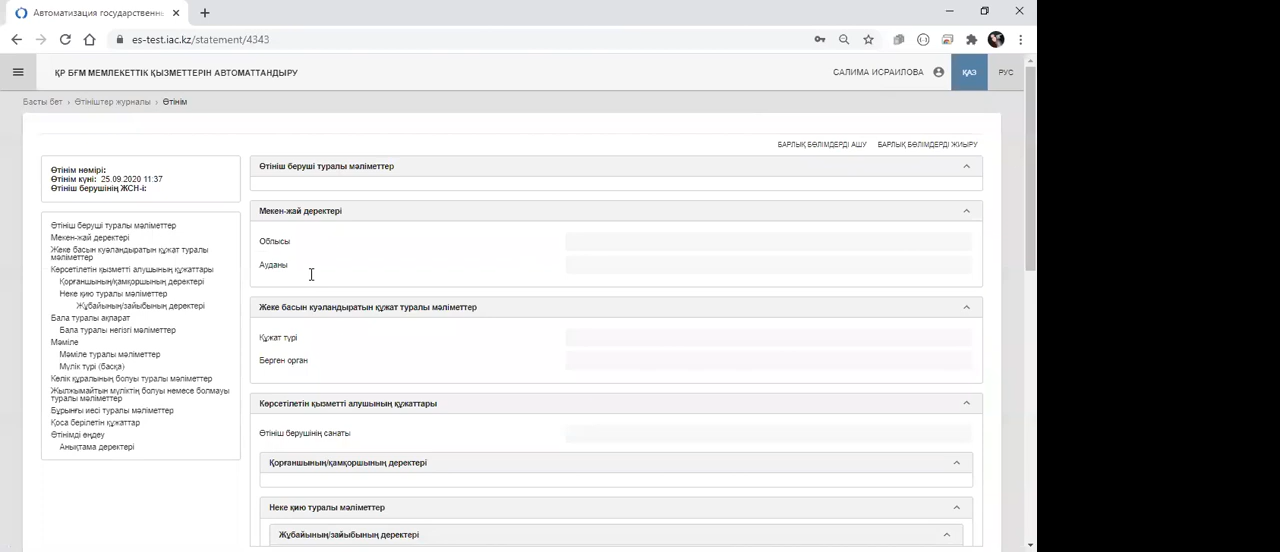 Автоматизация государственны
es-test.iac.kz/statement/4343
ҚР БҒМ МЕМЛЕКЕТТІК ҚЫЗМЕТТЕРІН АВТОМАТТАНДЫРУ
САЛИМА ИСРАИЛОВА
ҚАЗ
РУС
Басты бет › Өтініштер журналы › Өтінім
БАРЛЫҚ БӨЛІМДЕРДІ АШУ
БАРЛЫҚ БӨЛІМДЕРДІ ЖИЫРУ
Өтінім нөмірі:
Өтінім күні: 25.09.2020 11:37
Өтініш берушінің ЖСН-і:
Өтініш беруші туралы мәліметтер
Мекен-жай деректері
Жеке басын куәландыратын құжат туралы
мәліметтер
Көрсетілетін қызметті алушының құжаттары
Қорғаншының/қамқоршының деректері
Неке қию туралы мәліметтер
Жұбайының/зайыбының деректері
Бала туралы ақпарат
Бала туралы негізгі мәліметтер
Мәміле
Мәміле туралы мәліметтер
Мүлік түрі (басқа)
Көлік құралының болуы туралы мәліметтер
Жылжымайтын мүліктің болуы немесе болмауы
туралы мәліметтер
Бұрынғы иесі туралы мәліметтер
Қоса берілетін құжаттар
Өтінімді өңдеу
Анықтама деректері
Өтініш беруші туралы мәліметтер
Мекен-жай деректері
Облысы
Ауданы
Жеке басын куәландыратын құжат туралы мәліметтер
Құжат түрі
Берген орган
Көрсетілетін қызметті алушының құжаттары
Өтініш берушінің санаты
Қорғаншының/қамқоршының деректері
Неке қию туралы мәліметтер
Жұбайының/зайыбының деректері